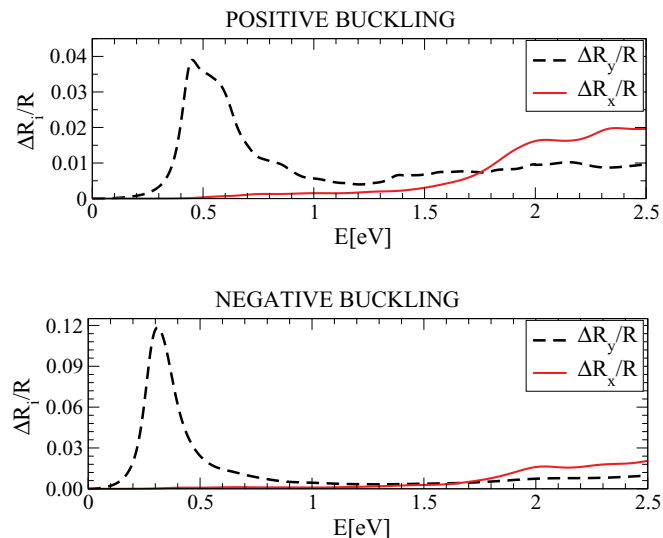 POSITIVE BUCKLING
ΔR_i/R
0.04
0.03
0.02
0.01
0
ΔR_y/R
ΔR_x/R
0 0.5 1 1.5 2 2.5
E[eV]
NEGATIVE BUCKLING
ΔR_i/R
0.12
0.09
0.06
0.03
0.00
ΔR_y/R
ΔR_x/R
0 0.5 1 1.5 2 2.5
E[eV]